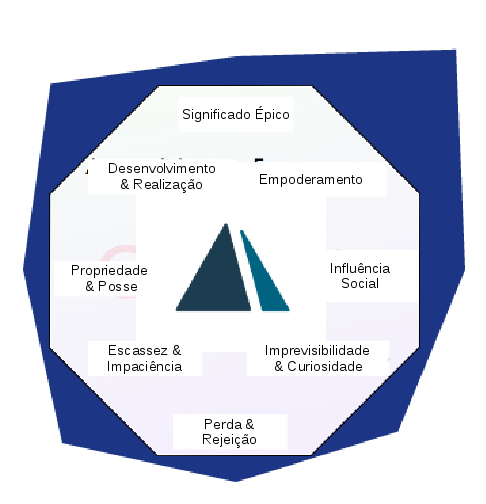 Significado Épico
Desenvolvimento
& Realização
Empoderamento
Propriedade
& Posse
Influência
Social
Escassez &
Impaciência
Imprevisibilidade
& Curiosidade
Perda &
Rejeição